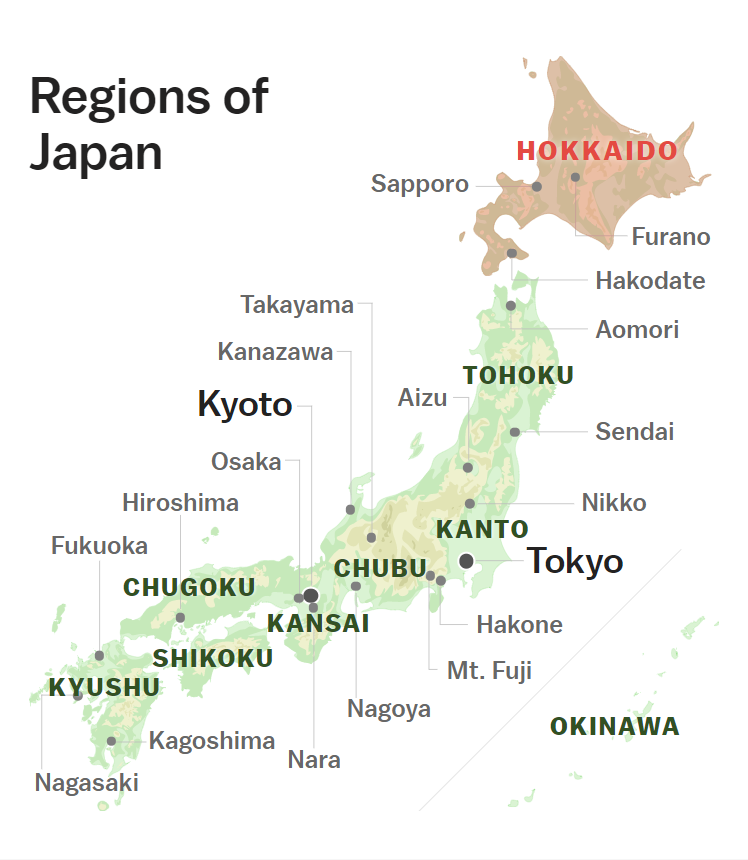 Regions of
Japan
HOKKAIDO
Sapporo
Furano
Hakodate
Takayama
Aomori
Kanazawa
TOHOKU
Aizu
Kyoto
Sendai
Osaka
Hiroshima
Nikko
KANTO
Fukuoka
Tokyo
CHUBU
CHUGOKU
KANSAI
Hakone
SHIKOKU
Mt. Fuji
KYUSHU
Nagoya
OKINAWA
Kagoshima
Nara
Nagasaki